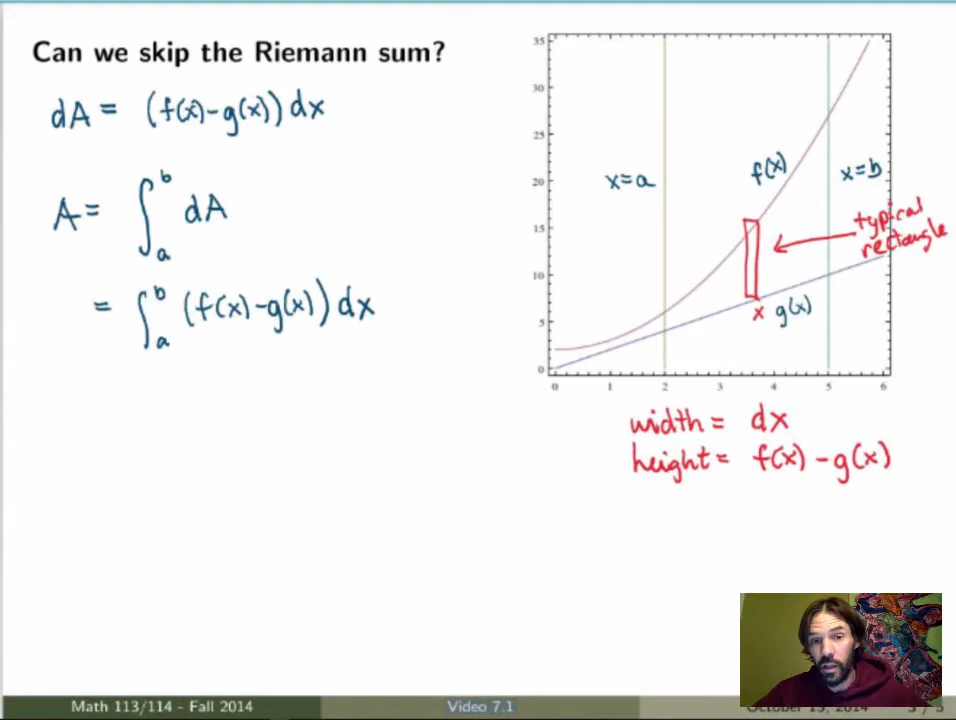 Can we skip the Riemann sum?
dA = (f(x)-g(x)) dx
A = ∫_a^b dA
= ∫_a^b (f(x)-g(x)) dx
35
30
25
20
15
10
5
0
0 1 2 3 4 5 6
x=a
f(x)
x=b
typical
rectangle
x
g(x)
width = dx
height = f(x) - g(x)
Math 113/114 - Fall 2014
Video 7.1